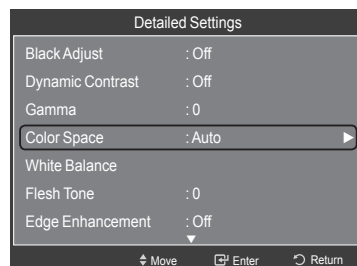 Detailed Settings
Black Adjust : Off
Dynamic Contrast : Off
Gamma : 0
Color Space : Auto
White Balance
Flesh Tone : 0
Edge Enhancement : Off
Move Enter Return